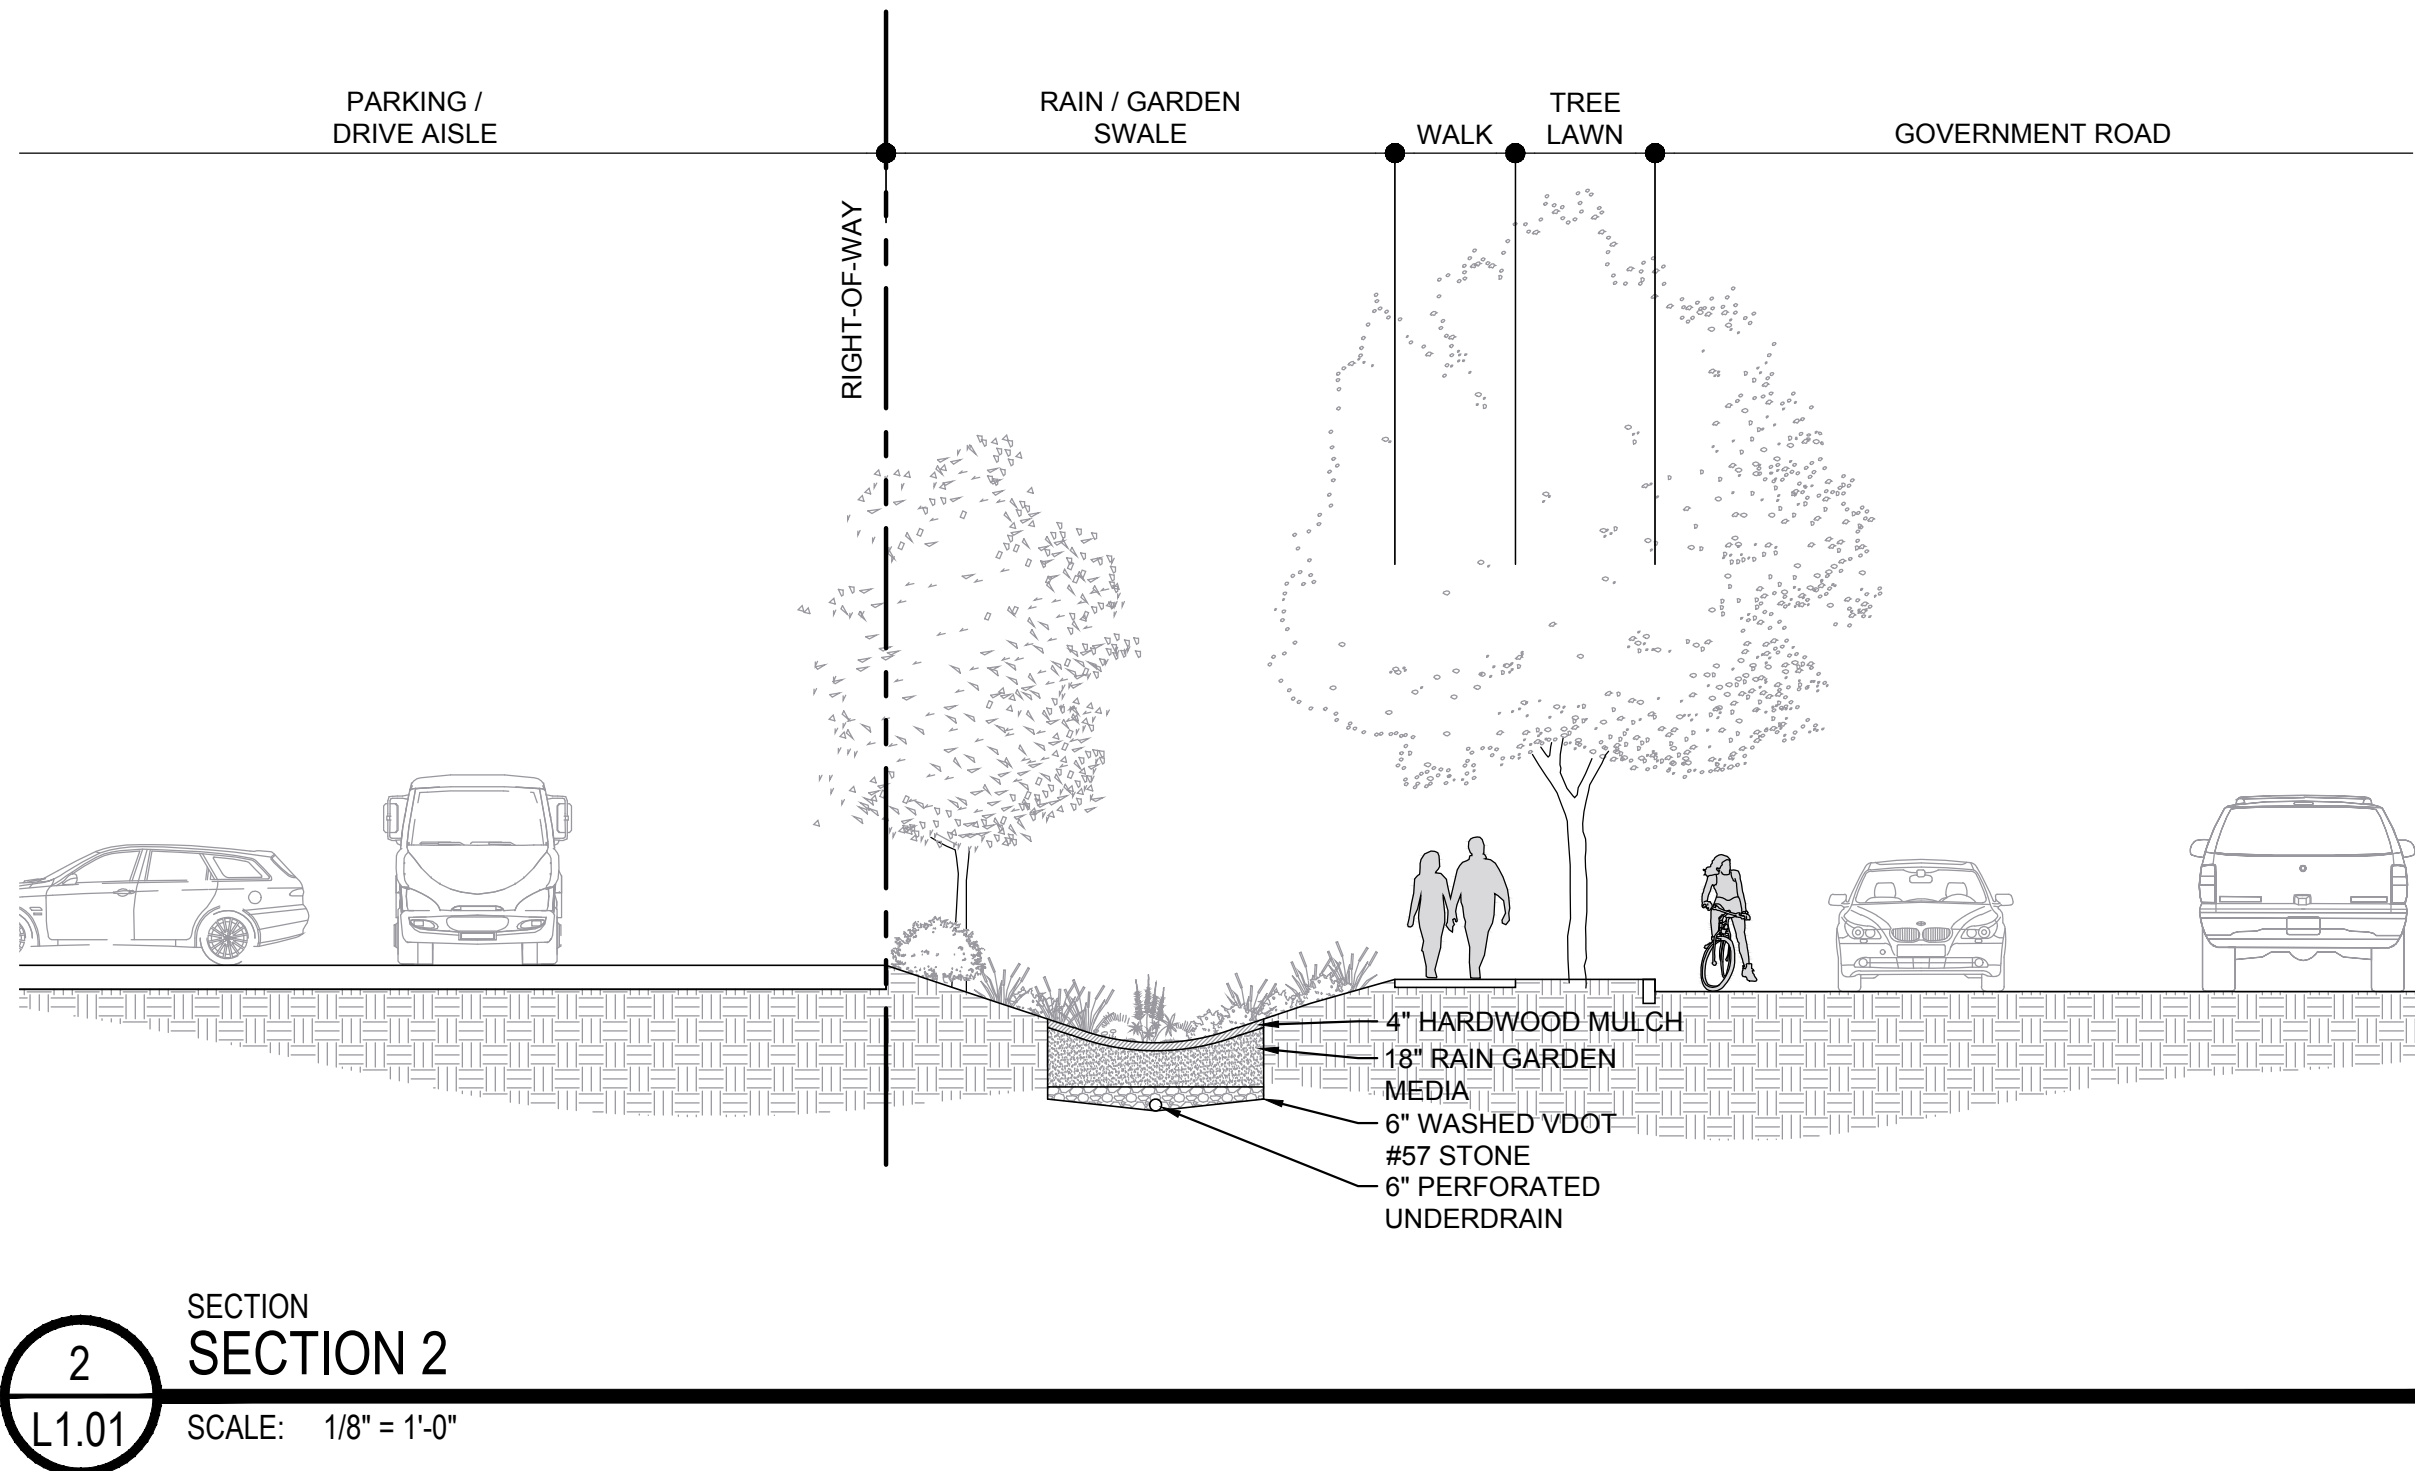 PARKING /
DRIVE AISLE
RAIN / GARDEN
SWALE
WALK
TREE
LAWN
GOVERNMENT ROAD
RIGHT-OF-WAY
4" HARDWOOD MULCH
18" RAIN GARDEN
MEDIA
6" WASHED VDOT
#57 STONE
6" PERFORATED
UNDERDRAIN
2
L1.01
SECTION
SECTION 2
SCALE: 1/8" = 1'-0"